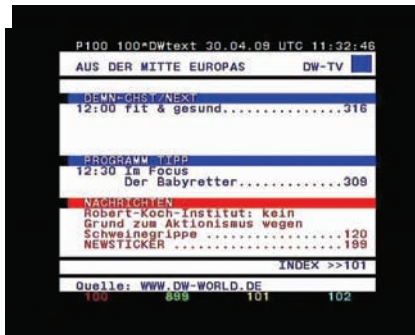 P100 100*DWtext 30.04.09 UTC 11:32:46
AUS DER MITTE EUROPAS DW-TV
DEMN-CHST/NEXT
12:00 fit & gesund...............316
PROGRAMM TIPP
12:30 Im Focus
Der Babyretter.............309
NACHRICHTEN
Robert-Koch-Institut: kein
Grund zum Aktionismus wegen
Schweinegrippe ..................120
NEWSTICKER ......................199
INDEX >>101
Quelle: WWW.DW-WORLD.DE
100 899 101 102